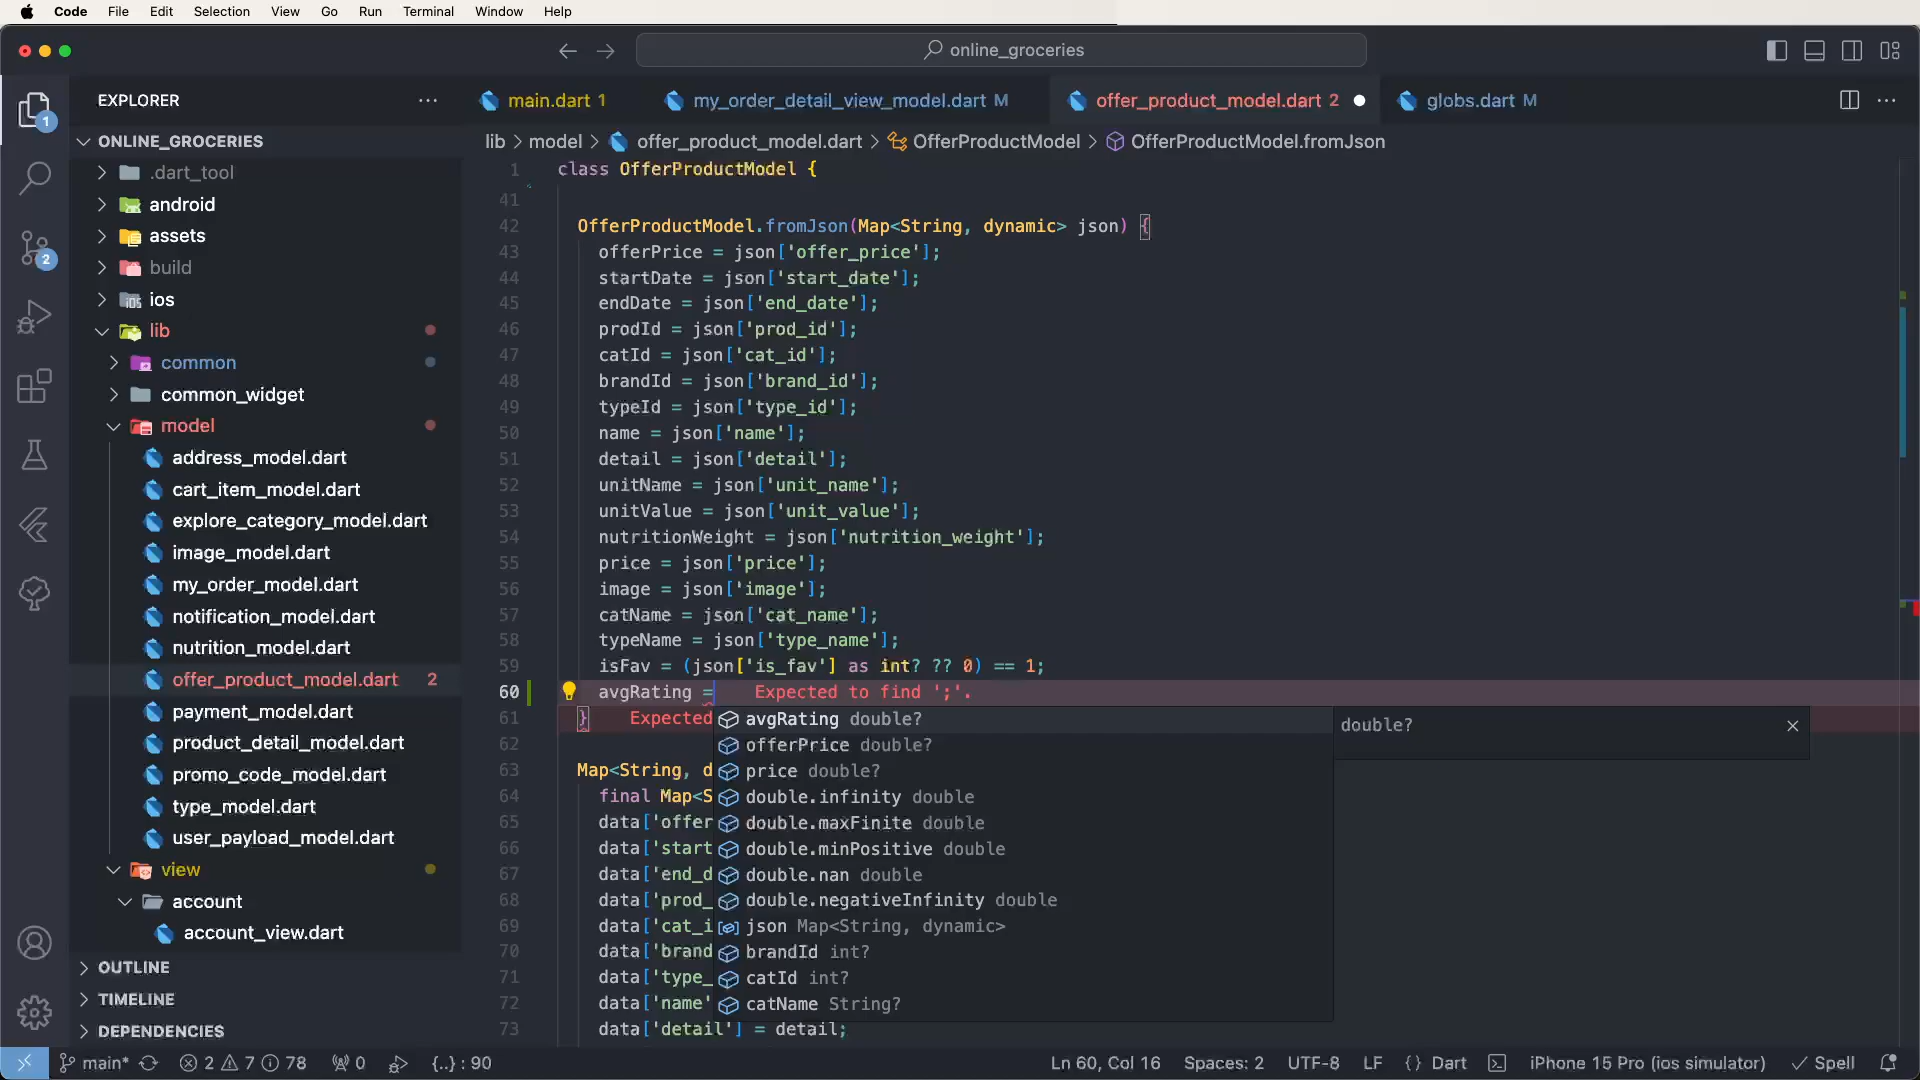 Code File Edit Selection View Go Run Terminal Window Help
online_groceries
EXPLORER
main.dart 1
my_order_detail_view_model.dart M
offer_product_model.dart 2
globs.dart M
1
ONLINE_GROCERIES
lib > model > offer_product_model.dart > OfferProductModel > OfferProductModel.fromJson
.dart_tool
android
assets
build
ios
lib
common
common_widget
model
address_model.dart
cart_item_model.dart
explore_category_model.dart
image_model.dart
my_order_model.dart
notification_model.dart
nutrition_model.dart
offer_product_model.dart 2
payment_model.dart
product_detail_model.dart
promo_code_model.dart
type_model.dart
user_payload_model.dart
view
account
account_view.dart
OUTLINE
TIMELINE
DEPENDENCIES
2
1 class OfferProductModel {
41
42 OfferProductModel.fromJson(Map<String, dynamic> json) {
43 offerPrice = json['offer_price'];
44 startDate = json['start_date'];
45 endDate = json['end_date'];
46 prodId = json['prod_id'];
47 catId = json['cat_id'];
48 brandId = json['brand_id'];
49 typeId = json['type_id'];
50 name = json['name'];
51 detail = json['detail'];
52 unitName = json['unit_name'];
53 unitValue = json['unit_value'];
54 nutritionWeight = json['nutrition_weight'];
55 price = json['price'];
56 image = json['image'];
57 catName = json['cat_name'];
58 typeName = json['type_name'];
59 isFav = (json['is_fav'] as int? ?? 0) == 1;
60 avgRating = Expected to find ';'.
61 } Expected
62
63 Map<String, d
64 final Map<S
65 data['offer
66 data['start
67 data['end_d
68 data['prod_
69 data['cat_i
70 data['brand
71 data['type_
72 data['name'
73 data['detail'] = detail;
avgRating double?
offerPrice double?
price double?
double.infinity double
double.maxFinite double
double.minPositive double
double.nan double
double.negativeInfinity double
json Map<String, dynamic>
brandId int?
catId int?
catName String?
double?
main* 2 7 78 0 {..} : 90 Ln 60, Col 16 Spaces: 2 UTF-8 LF {} Dart iPhone 15 Pro (ios simulator) Spell